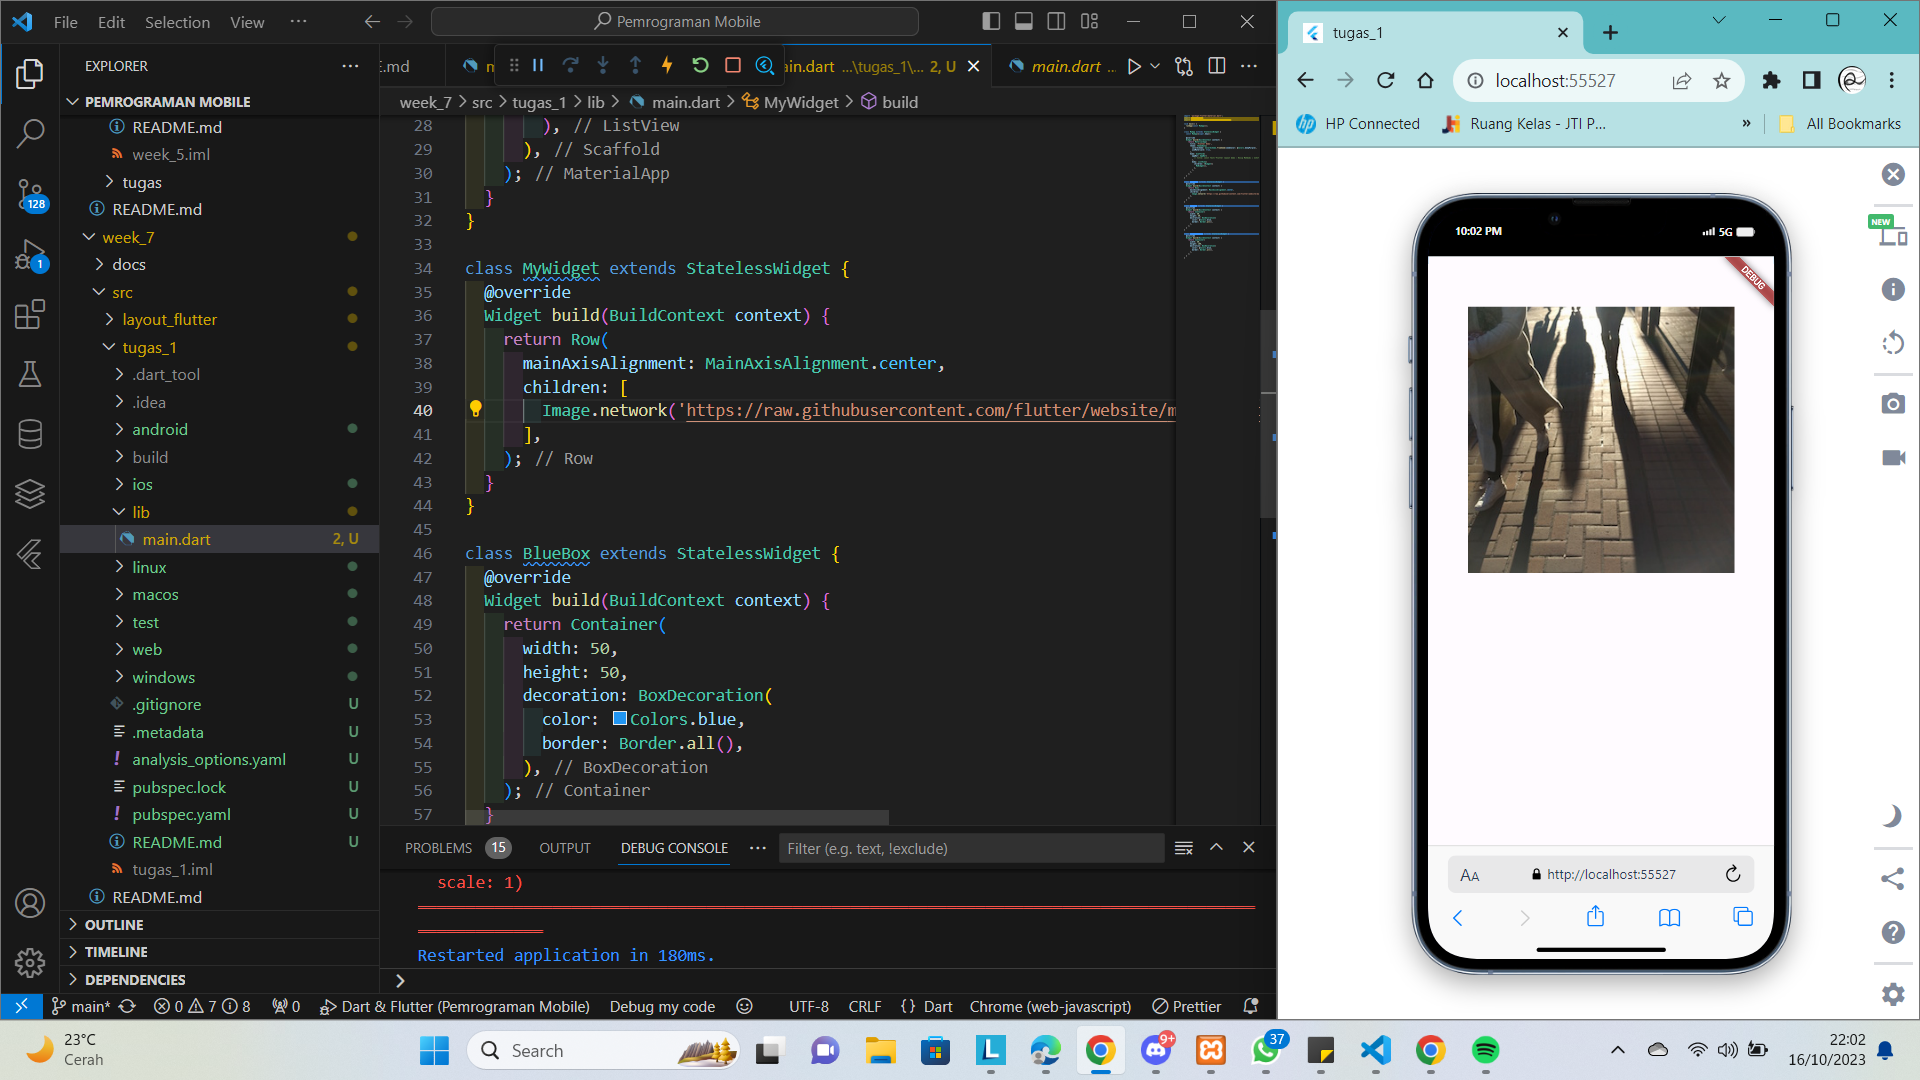 File Edit Selection View ··· Pemrograman Mobile
EXPLORER
PEMROGRAMAN MOBILE
README.md
week_5.iml
tugas
README.md
week_7
docs
src
layout_flutter
tugas_1
.dart_tool
.idea
android
build
ios
lib
main.dart 2, U
linux
macos
test
web
windows
.gitignore U
.metadata U
analysis_options.yaml U
pubspec.lock U
pubspec.yaml U
README.md U
tugas_1.iml
README.md
OUTLINE
TIMELINE
DEPENDENCIES
128
1
.md
ain.dart ...\tugas_1\... 2, U
main.dart ...
week_7 > src > tugas_1 > lib > main.dart > MyWidget > build
28 ), // ListView
29 ), // Scaffold
30 ); // MaterialApp
31 }
32 }
33
34 class MyWidget extends StatelessWidget {
35 @override
36 Widget build(BuildContext context) {
37 return Row(
38 mainAxisAlignment: MainAxisAlignment.center,
39 children: [
40 Image.network('https://raw.githubusercontent.com/flutter/website/m
41 ],
42 ); // Row
43 }
44 }
45
46 class BlueBox extends StatelessWidget {
47 @override
48 Widget build(BuildContext context) {
49 return Container(
50 width: 50,
51 height: 50,
52 decoration: BoxDecoration(
53 color: Colors.blue,
54 border: Border.all(),
55 ), // BoxDecoration
56 ); // Container
57 }
PROBLEMS 15 OUTPUT DEBUG CONSOLE ··· Filter (e.g. text, !exclude)
scale: 1)
Restarted application in 180ms.
main* 0 7 8 0 Dart & Flutter (Pemrograman Mobile) Debug my code UTF-8 CRLF {} Dart Chrome (web-javascript) Prettier
tugas_1
localhost:55527
HP Connected Ruang Kelas - JTI P... » All Bookmarks
NEW
10:02 PM 5G
DEBUG
AA http://localhost:55527
23°C
Cerah
Search
9+
37
22:02
16/10/2023